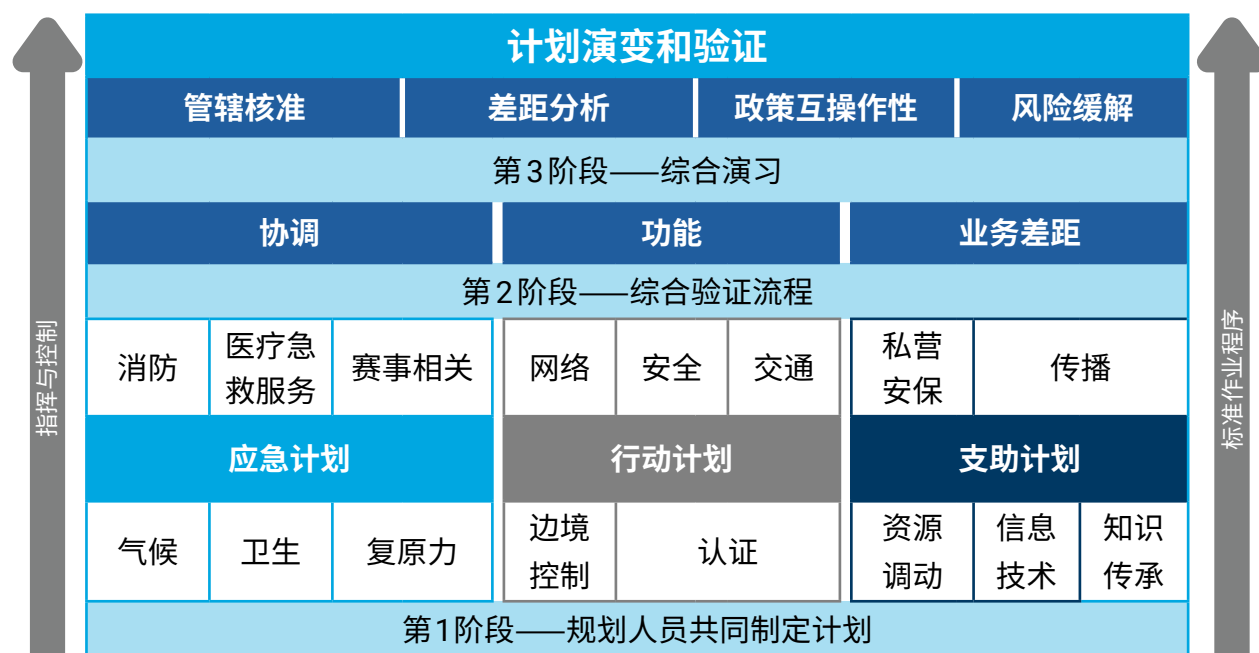 计划演变和验证
管辖核准 差距分析 政策互操作性 风险缓解
第3阶段——综合演习
协调 功能 业务差距
第2阶段——综合验证流程
消防
医疗急
救服务
赛事相关
网络
安全
交通
私营
安保
传播
应急计划 行动计划 支助计划
气候
卫生
复原力
边境
控制
认证
资源
调动
信息
技术
知识
传承
第1阶段——规划人员共同制定计划
指挥与控制
标准作业程序